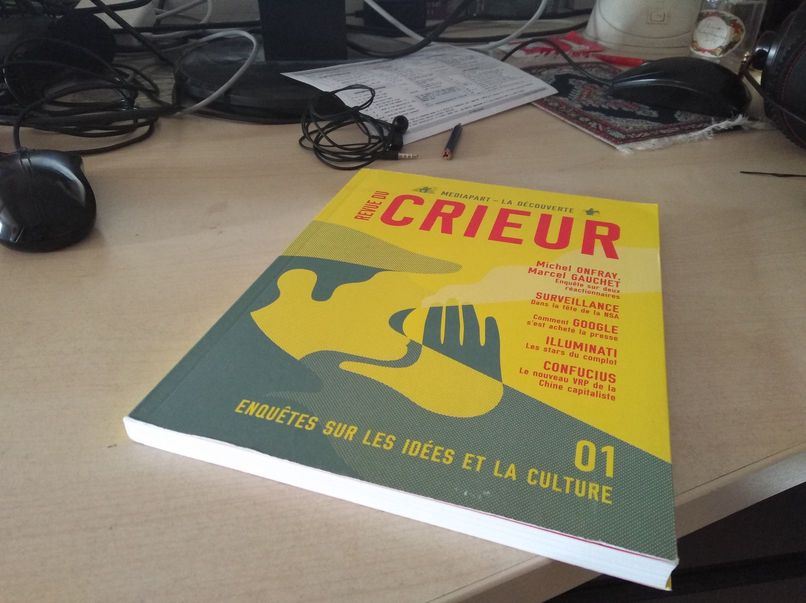 MEDIAPART – LA DÉCOUVERTE
REVUE DU
CRIEUR
Michel ONFRAY,
Marcel GAUCHET
Enquête sur deux
réactionnaires
SURVEILLANCE
Dans la tête de la NSA
Comment GOOGLE
s'est acheté la presse
ILLUMINATI
Les stars du complot
CONFUCIUS
Le nouveau VRP de la
Chine capitaliste
01
ENQUÊTES SUR LES IDÉES ET LA CULTURE